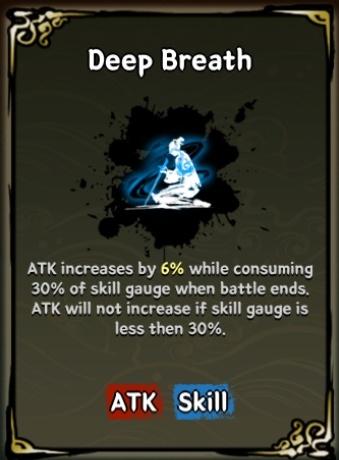 Deep Breath
ATK increases by 6% while consuming
30% of skill gauge when battle ends.
ATK will not increase if skill gauge is
less then 30%.
ATK Skill